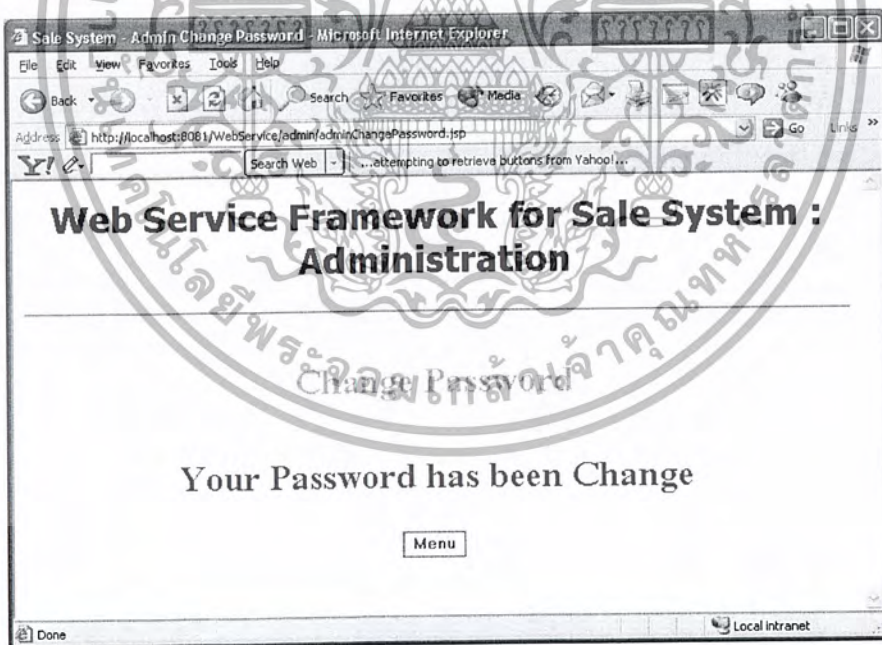 Sale System - Admin Change Password - Microsoft Internet Explorer
File Edit View Favorites Tools Help
Back Search Favorites Media
Address http://localhost:8081/WebService/admin/adminChangePassword.jsp Go Links »
Y! Search Web ...attempting to retrieve buttons from Yahoo!...
Web Service Framework for Sale System :
Administration
Change Password
Your Password has been Change
Menu
Done Local intranet